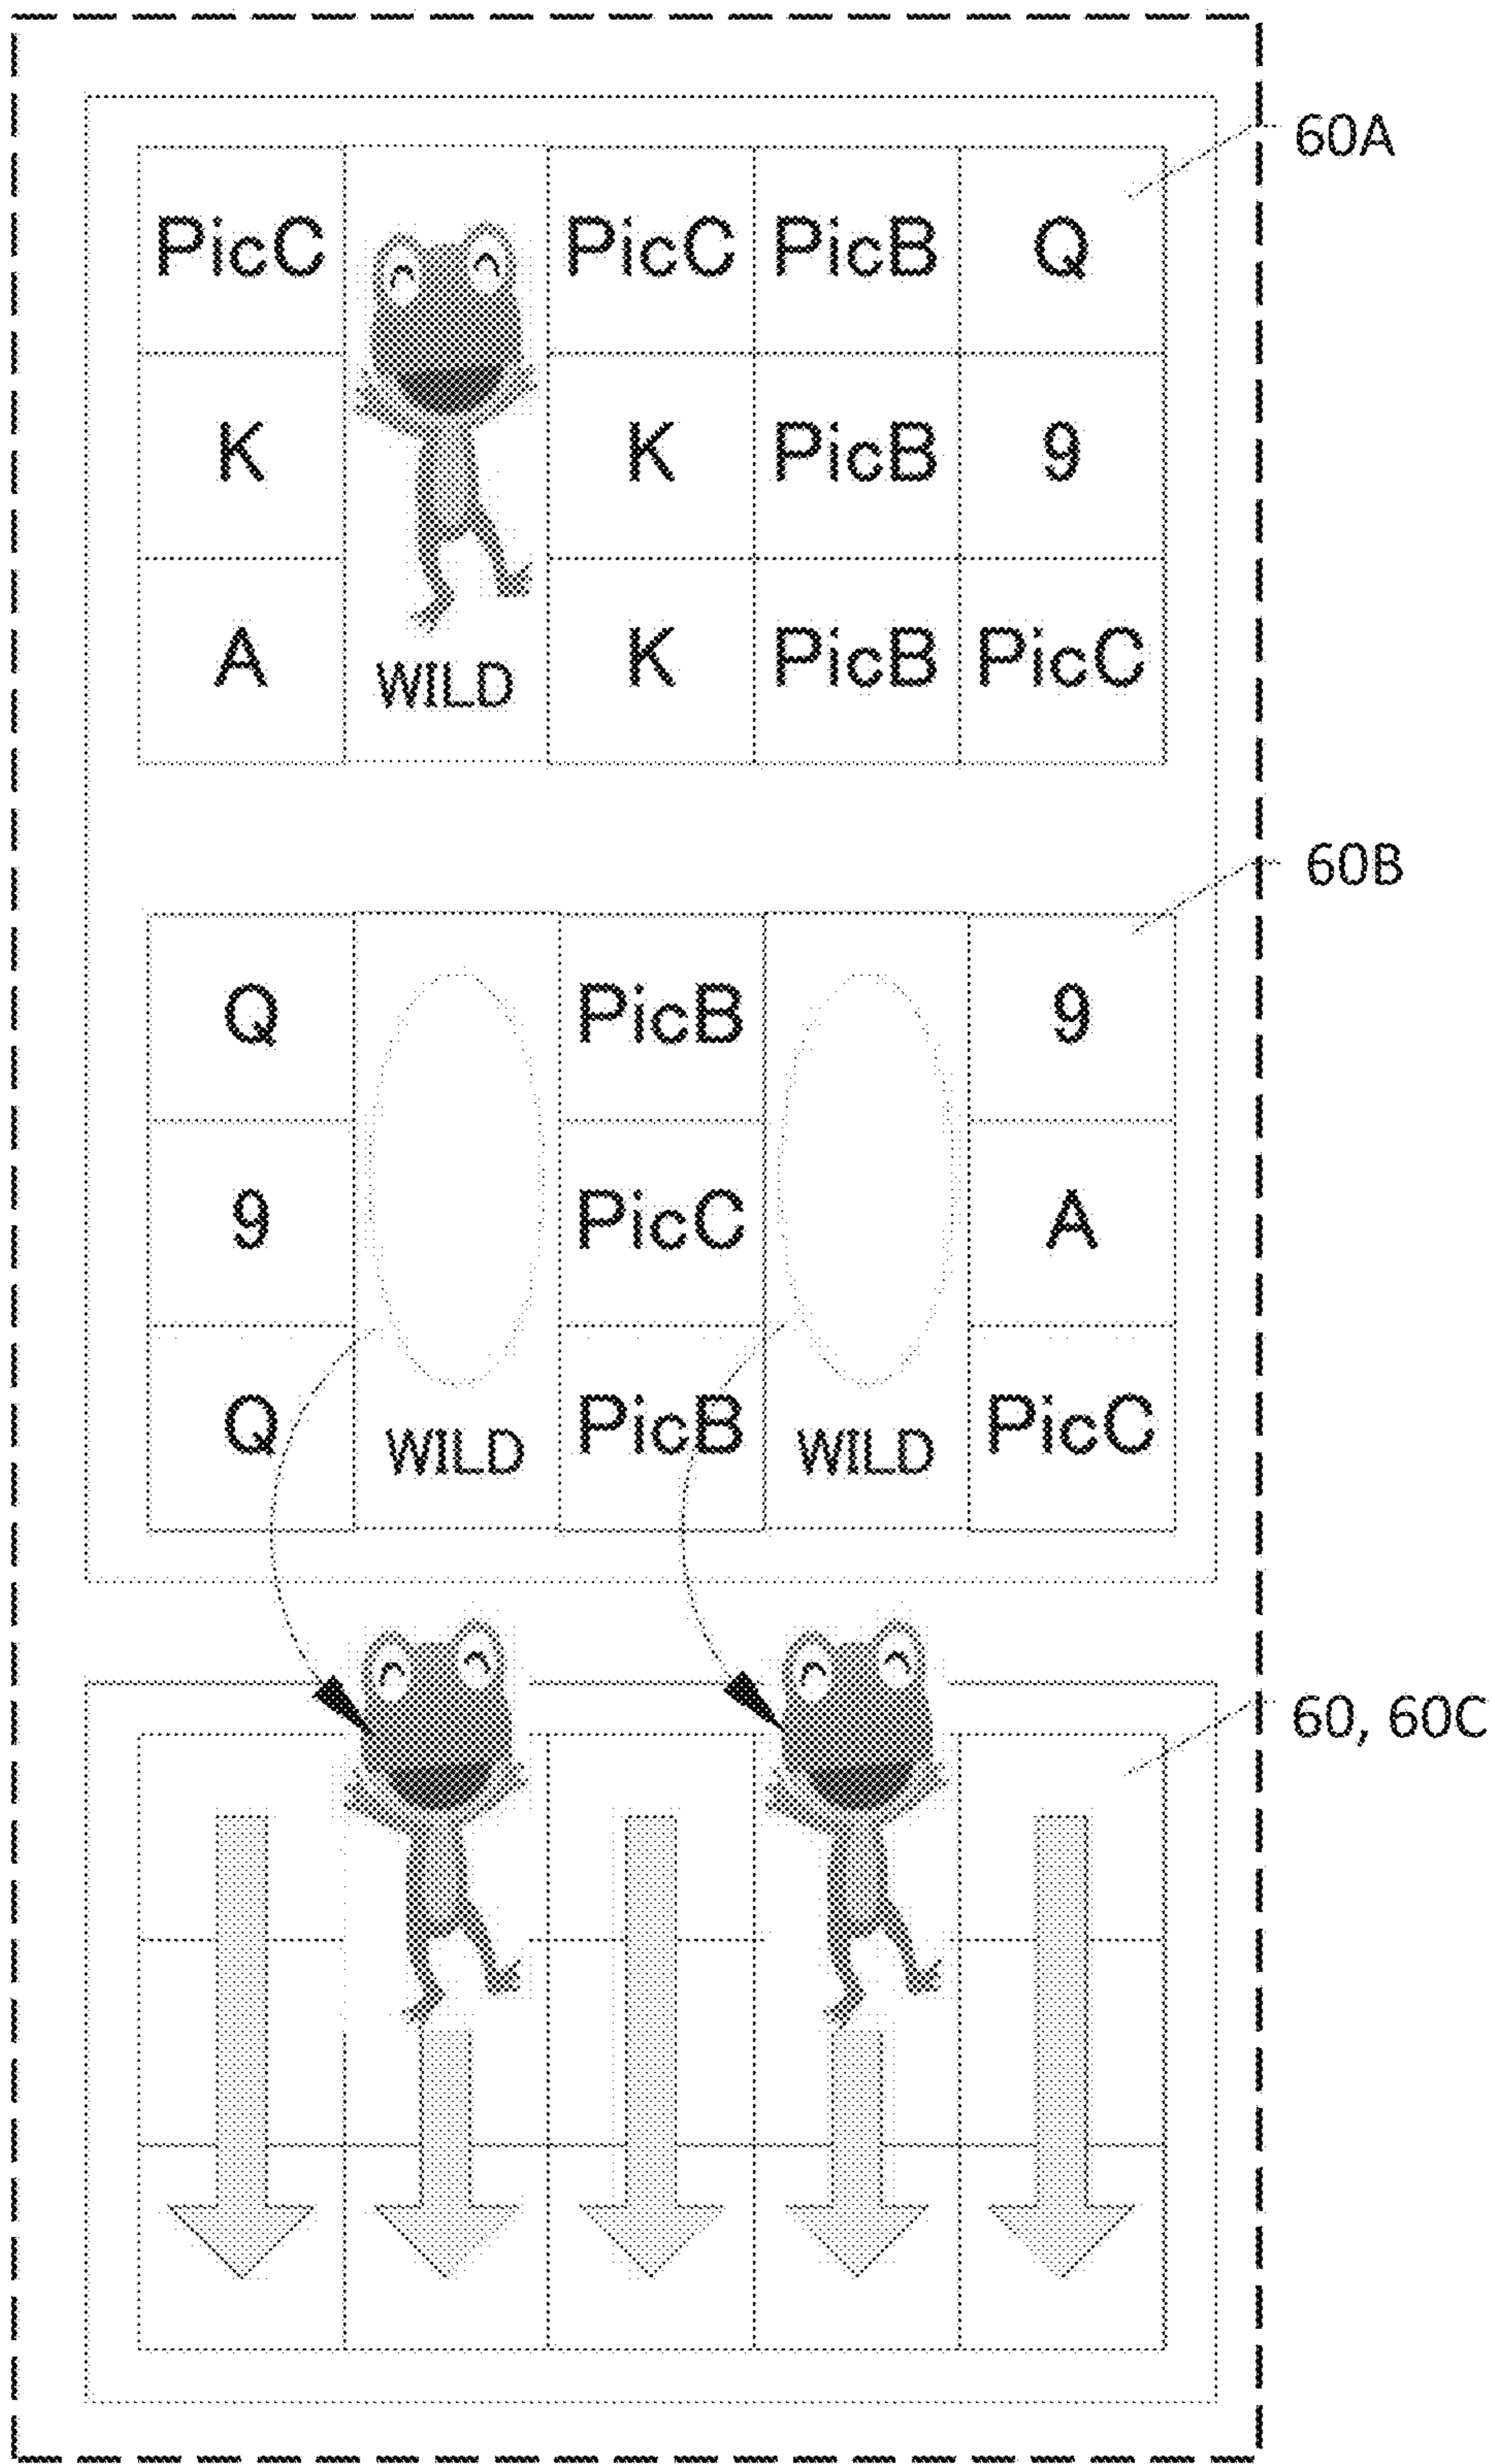 60A
PicC PicC PicB Q
K K PicB 9
A WILD K PicB PicC
60B
Q PicB 9
9 PicC A
Q WILD PicB WILD PicC
60, 60C